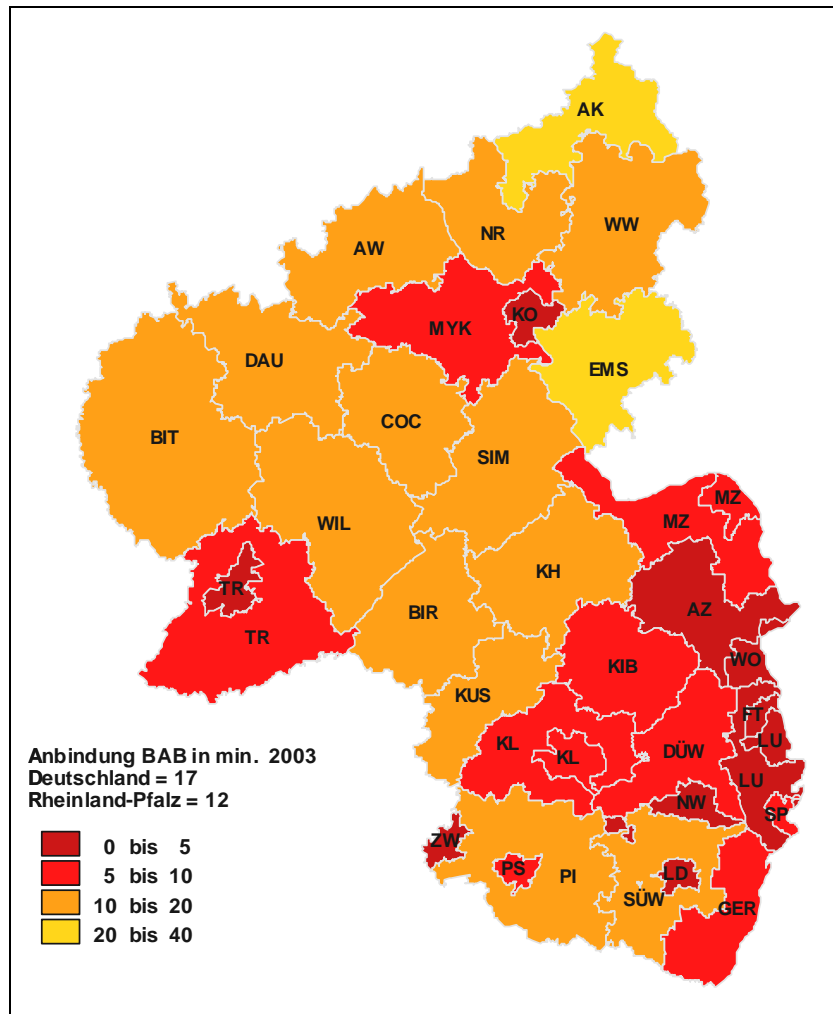 AK
WW
NR
AW
KO
MYK
DAU
EMS
COC
BIT
SIM
MZ
MZ
WIL
KH
TR
AZ
BIR
TR
WO
KIB
KUS
FT
LU
KL
KL
DÜW
LU
NW
SP
ZW
PS
PI
LD
SÜW
GER
Anbindung BAB in min. 2003
Deutschland = 17
Rheinland-Pfalz = 12
0 bis 5
5 bis 10
10 bis 20
20 bis 40